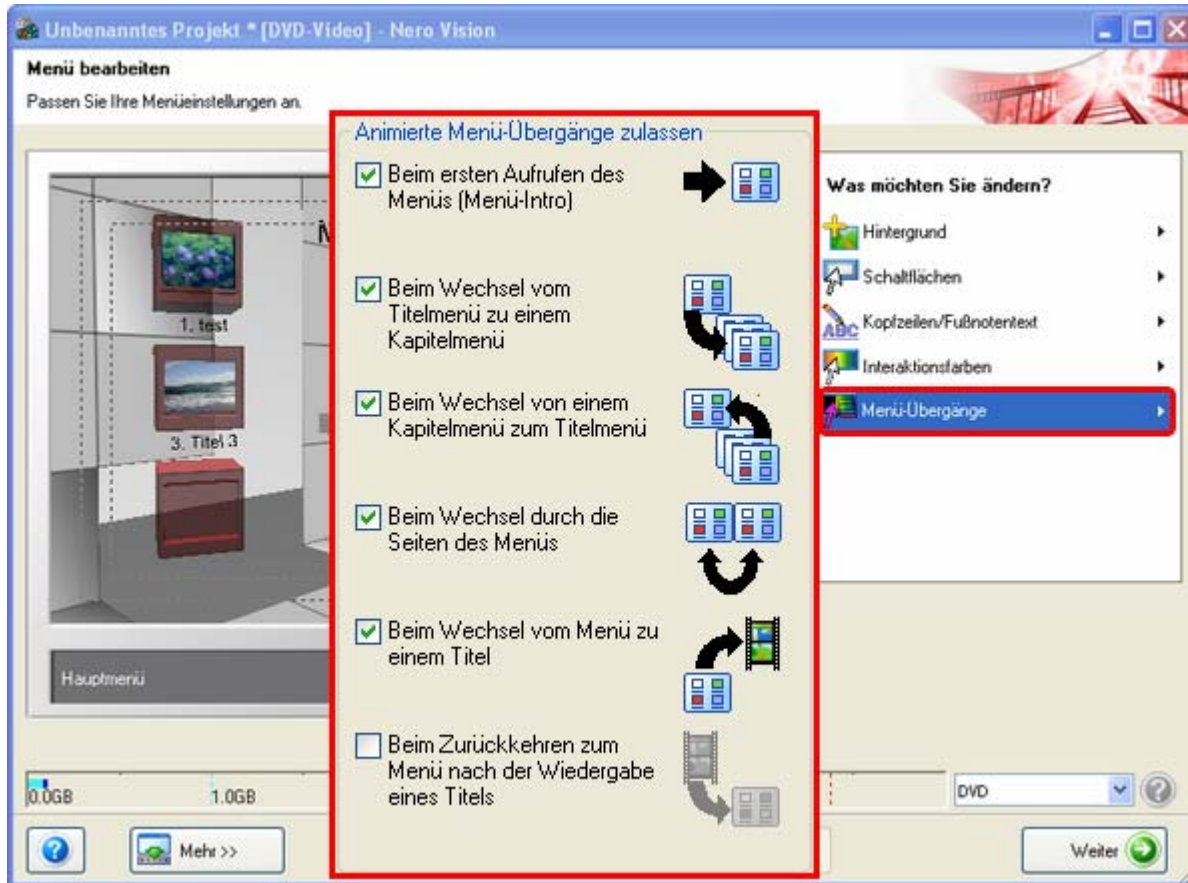 Unbenanntes Projekt * [DVD-Video] - Nero Vision
Menü bearbeiten
Passen Sie Ihre Menüeinstellungen an.
Animierte Menü-Übergänge zulassen
Beim ersten Aufrufen des
Menüs (Menü-Intro)
Beim Wechsel vom
Titelmenü zu einem
Kapitelmenü
Beim Wechsel von einem
Kapitelmenü zum Titelmenü
Beim Wechsel durch die
Seiten des Menüs
Beim Wechsel vom Menü zu
einem Titel
Beim Zurückkehren zum
Menü nach der Wiedergabe
eines Titels
1. test
3. Titel 3
Hauptmenü
Was möchten Sie ändern?
Hintergrund
Schaltflächen
ABC Kopfzeilen/Fußnotentext
Interaktionsfarben
Menü-Übergänge
0.0GB
1.0GB
DVD
Mehr >>
Weiter